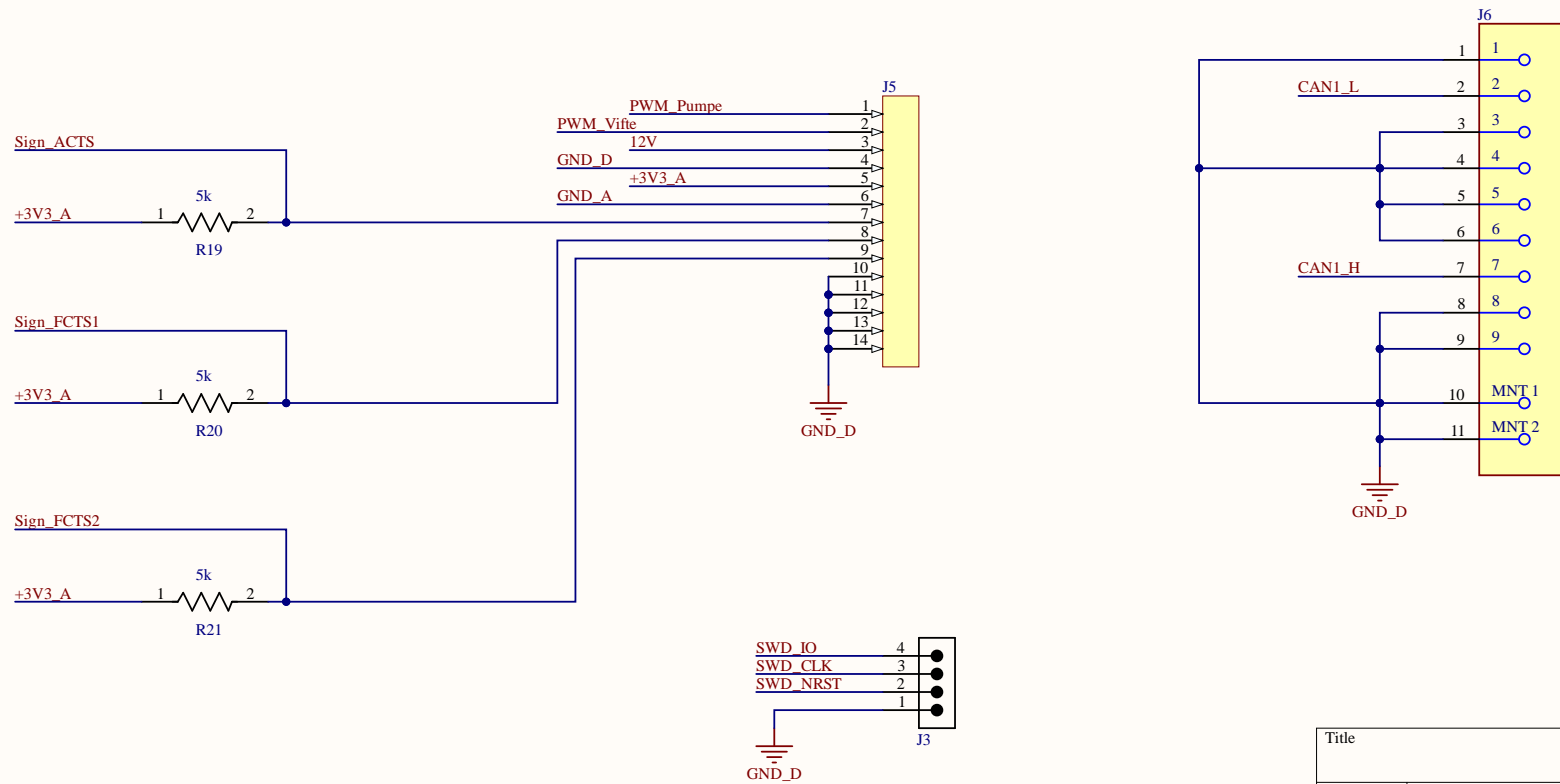 Sign_ACTS
5k
+3V3_A 1 2
R19
Sign_FCTS1
5k
+3V3_A 1 2
R20
Sign_FCTS2
5k
+3V3_A 1 2
R21
J5
PWM_Pumpe 1
PWM_Vifte 2
12V 3
GND_D 4
+3V3_A 5
GND_A 6
7
8
9
10
11
12
13
14
GND_D
SWD_IO 4
SWD_CLK 3
SWD_NRST 2
1
J3
GND_D
J6
1 1
CAN1_L 2 2
3 3
4 4
5 5
6 6
CAN1_H 7 7
8 8
9 9
10 MNT 1
11 MNT 2
GND_D
Title